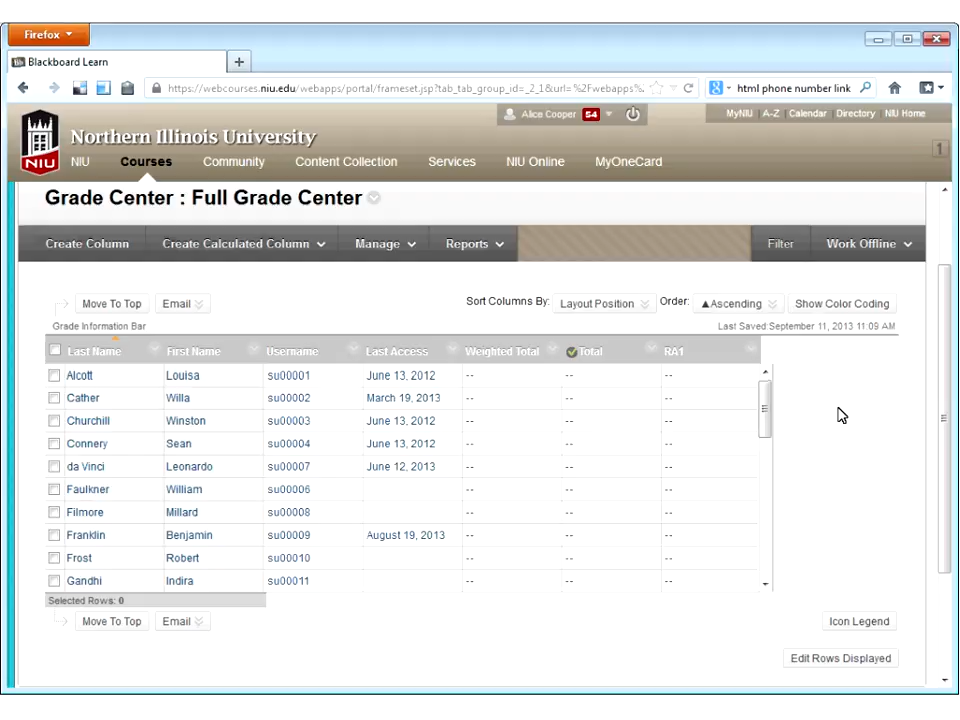 Firefox
Blackboard Learn
https://webcourses.niu.edu/webapps/portal/frameset.jsp?tab_tab_group_id=_2_1&url=%2Fwebapps%
html phone number link
Alice Cooper 54
MyNIU | A-Z | Calendar Directory NIU Home
Northern Illinois University
NIU
NIU Courses Community Content Collection Services NIU Online MyOneCard
1
Grade Center : Full Grade Center
Create Column Create Calculated Column Manage Reports Filter Work Offline
Move To Top Email Sort Columns By: Layout Position Order: ▲Ascending Show Color Coding
Grade Information Bar Last Saved:September 11, 2013 11:09 AM
Last Name First Name Username Last Access Weighted Total Total RA1
Alcott Louisa su00001 June 13, 2012 -- -- --
Cather Willa su00002 March 19, 2013 -- -- --
Churchill Winston su00003 June 13, 2012 -- -- --
Connery Sean su00004 June 13, 2012 -- -- --
da Vinci Leonardo su00007 June 12, 2013 -- -- --
Faulkner William su00006 -- -- --
Filmore Millard su00008 -- -- --
Franklin Benjamin su00009 August 19, 2013 -- -- --
Frost Robert su00010 -- -- --
Gandhi Indira su00011 -- -- --
Selected Rows: 0
Move To Top Email Icon Legend
Edit Rows Displayed